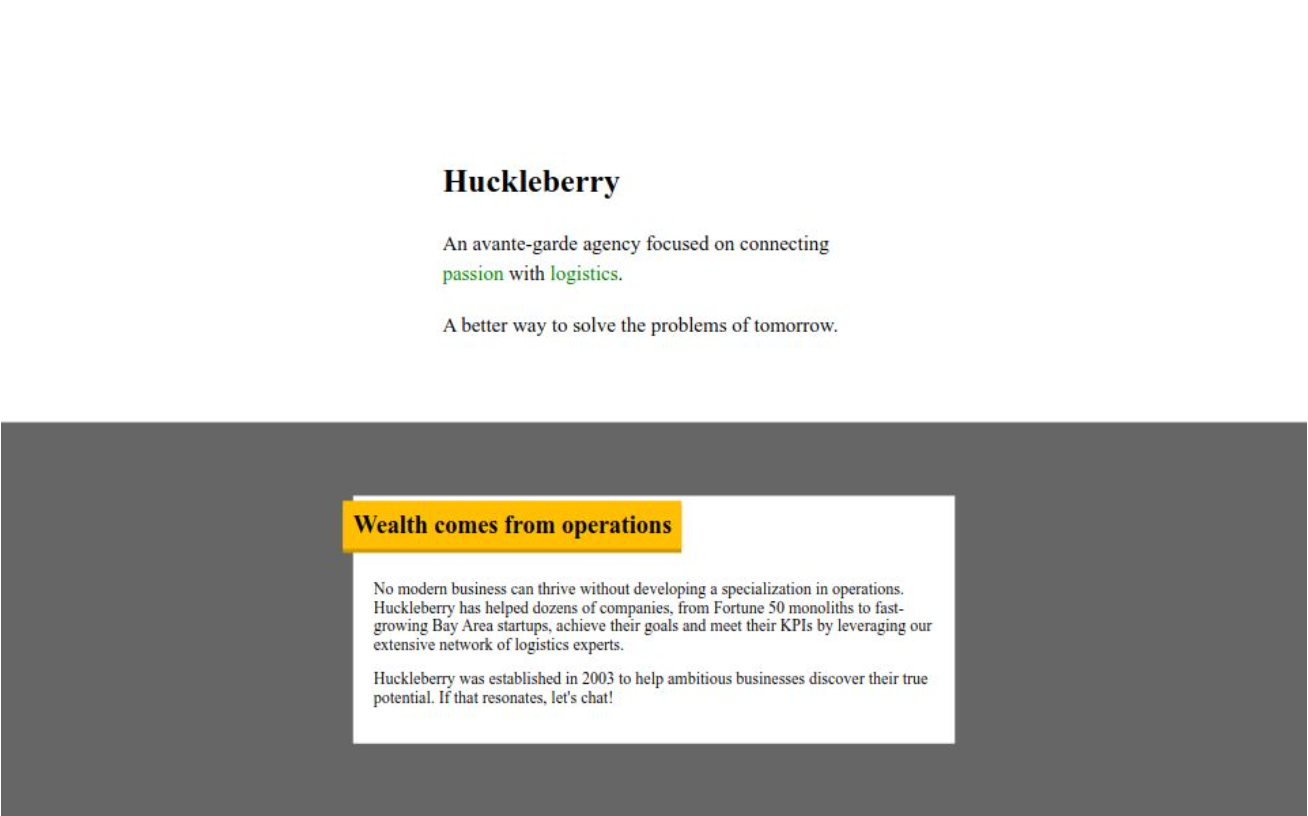 Huckleberry
An avante-garde agency focused on connecting
passion with logistics.
A better way to solve the problems of tomorrow.
Wealth comes from operations
No modern business can thrive without developing a specialization in operations.
Huckleberry has helped dozens of companies, from Fortune 50 monoliths to fast-
growing Bay Area startups, achieve their goals and meet their KPIs by leveraging our
extensive network of logistics experts.
Huckleberry was established in 2003 to help ambitious businesses discover their true
potential. If that resonates, let's chat!